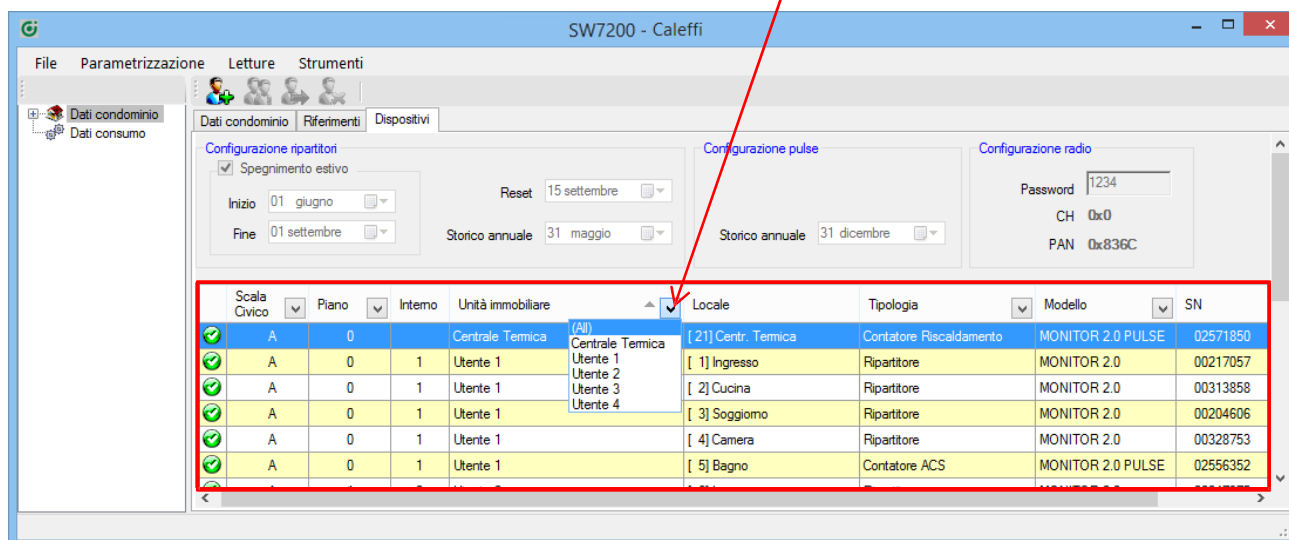 SW7200 - Caleffi
File Parametrizzazione Letture Strumenti
Dati condominio
Dati consumo
Dati condominio Riferimenti Dispositivi
Configurazione ripartitori
Spegnimento estivo
Inizio 01 giugno
Fine 01 settembre
Reset 15 settembre
Storico annuale 31 maggio
Configurazione pulse
Storico annuale 31 dicembre
Configurazione radio
Password 1234
CH 0x0
PAN 0x836C
Scala Civico Piano Interno Unità immobiliare Locale Tipologia Modello SN
A 0 Centrale Termica [ 21] Centr. Termica Contatore Riscaldamento MONITOR 2.0 PULSE 02571850
A 0 1 Utente 1 [ 1] Ingresso Ripartitore MONITOR 2.0 00217057
A 0 1 Utente 1 [ 2] Cucina Ripartitore MONITOR 2.0 00313858
A 0 1 Utente 1 [ 3] Soggiorno Ripartitore MONITOR 2.0 00204606
A 0 1 Utente 1 [ 4] Camera Ripartitore MONITOR 2.0 00328753
A 0 1 Utente 1 [ 5] Bagno Contatore ACS MONITOR 2.0 PULSE 02556352
(All)
Centrale Termica
Utente 1
Utente 2
Utente 3
Utente 4